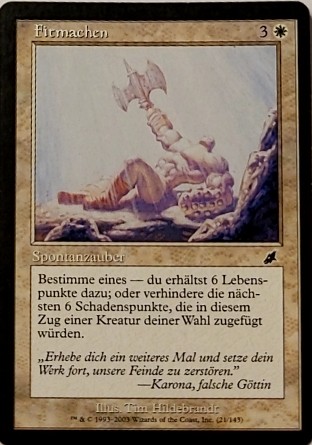 Fitmachen 3
Spontanzauber
Bestimme eines — du erhältst 6 Lebens-
punkte dazu; oder verhindere die näch-
sten 6 Schadenspunkte, die in diesem
Zug einer Kreatur deiner Wahl zugefügt
würden.
„Erhebe dich ein weiteres Mal und setze dein
Werk fort, unsere Feinde zu zerstören.”
—Karona, falsche Göttin
Illus. Tim Hildebrandt
™ & © 1993-2003 Wizards of the Coast, Inc. (21/143)